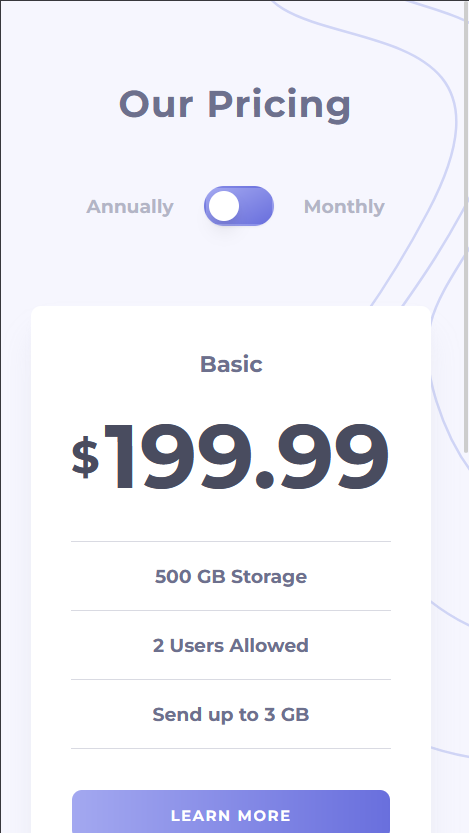 Our Pricing
Annually Monthly
Basic
$199.99
500 GB Storage
2 Users Allowed
Send up to 3 GB
LEARN MORE